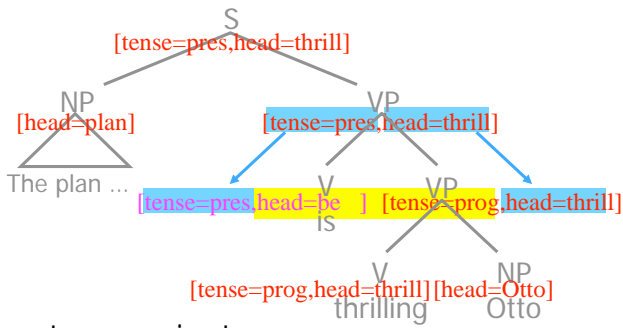 S
[tense=pres,head=thrill]
NP VP
[head=plan] [tense=pres,head=thrill]
The plan ... V VP
[tense=pres,head=be ] [tense=prog,head=thrill]
is
V NP
[tense=prog,head=thrill] [head=Otto]
thrilling Otto